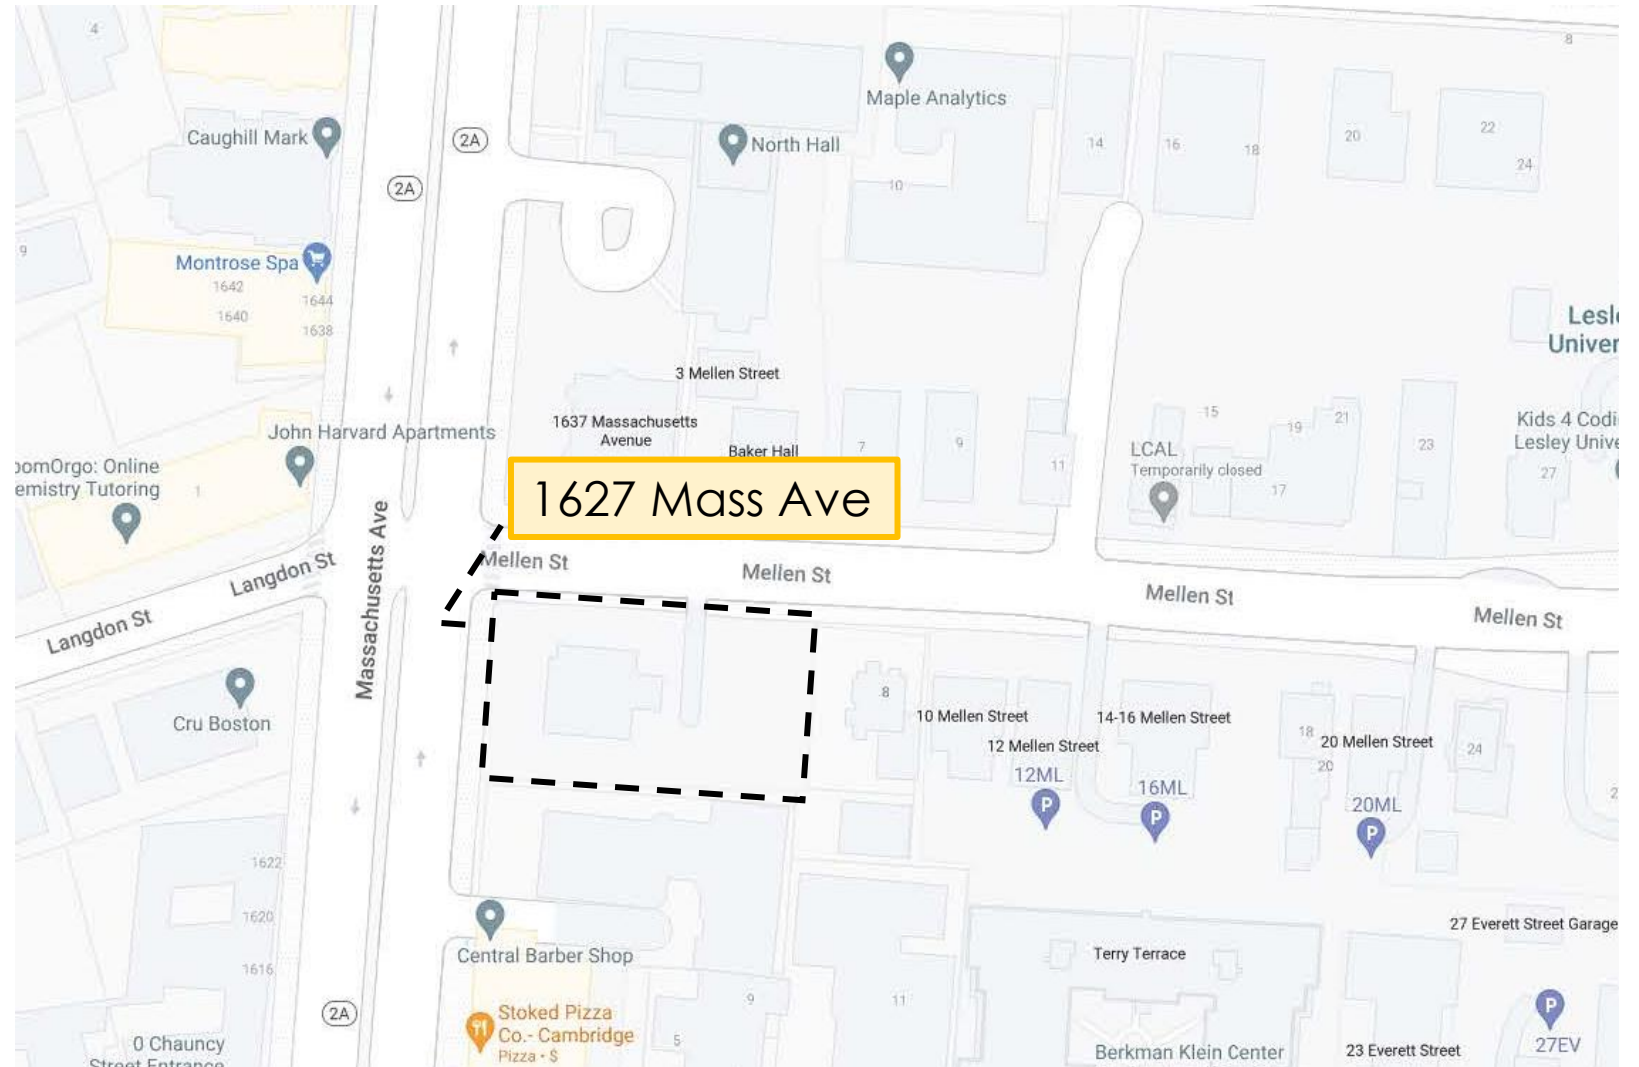 4
8
Maple Analytics
Caughill Mark
2A
North Hall
14
16
18
20
22
24
2A
10
9
Montrose Spa
1642
1644
1640
1638
Lesl
Univer
3 Mellen Street
1637 Massachusetts
Avenue
John Harvard Apartments
Baker Hall
7
9
11
15
19
21
23
LCAL
Temporarily closed
17
Kids 4 Codi
Lesley Unive
27
oomOrgo: Online
emistry Tutoring
1
1627 Mass Ave
Massachusetts Ave
Langdon St
Langdon St
Mellen St
Mellen St
Mellen St
Mellen St
Cru Boston
8
10 Mellen Street
12 Mellen Street
14-16 Mellen Street
18
20 Mellen Street
20
24
12ML
P
16ML
P
20ML
P
2
1622
1620
1616
Central Barber Shop
Terry Terrace
27 Everett Street Garage
2A
Stoked Pizza
Co.- Cambridge
Pizza • $
9
5
11
0 Chauncy
Street Entrance
Berkman Klein Center
23 Everett Street
P
27EV